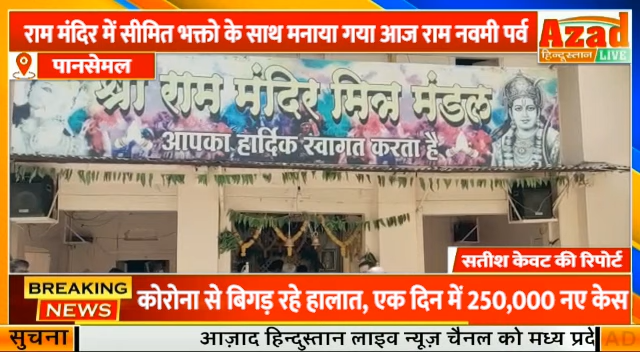 राम मंदिर में सीमित भक्तो के साथ मनाया गया आज राम नवमी पर्व
Azad
हिन्दुस्तान LIVE
पानसेमल
श्री राम मंदिर मित्र मंडल
आपका हार्दिक स्वागत करता है.
सतीश केवट की रिपोर्ट
BREAKING NEWS
कोरोना से बिगड़ रहे हालात, एक दिन में 250,000 नए केस
सुचना
आज़ाद हिन्दुस्तान लाइव न्यूज़ चैनल को मध्य प्रदे
AD